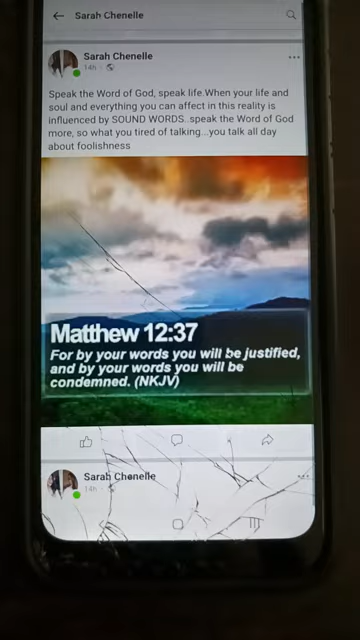 Sarah Chenelle
Sarah Chenelle
14h
Speak the Word of God, speak life.When your life and
soul and everything you can affect in this reality is
influenced by SOUND WORDS..speak the Word of God
more, so what you tired of talking...you talk all day
about foolishness
Matthew 12:37
For by your words you will be justified,
and by your words you will be
condemned. (NKJV)
Sarah Chenelle
14h